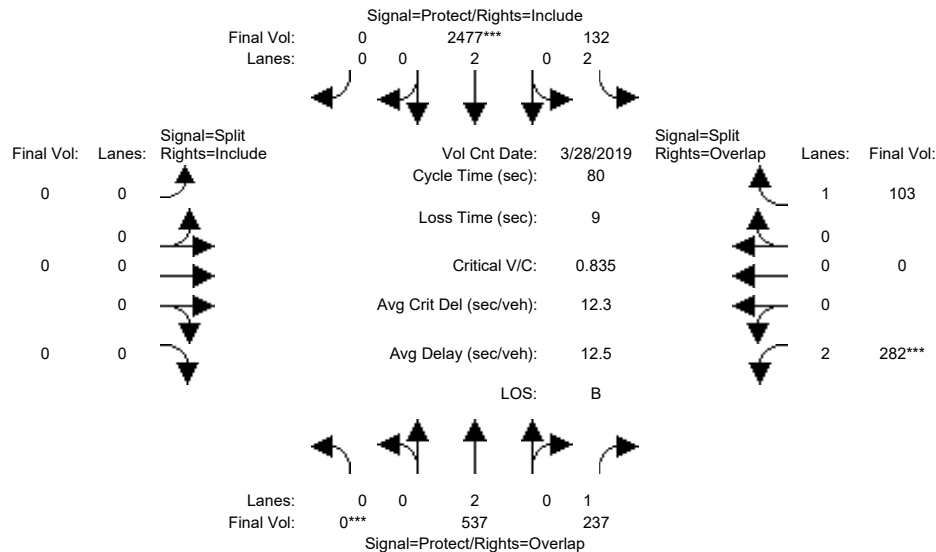 Signal=Protect/Rights=Include
Final Vol: 0 2477*** 132
Lanes: 0 0 2 0 2
Signal=Split Signal=Split
Final Vol: Lanes: Rights=Include Vol Cnt Date: 3/28/2019 Rights=Overlap Lanes: Final Vol:
Cycle Time (sec): 80
0 0 1 103
Loss Time (sec): 9
0 0
0 0 Critical V/C: 0.835 0 0
0 Avg Crit Del (sec/veh): 12.3 0
0 0 Avg Delay (sec/veh): 12.5 2 282***
LOS: B
Lanes: 0 0 2 0 1
Final Vol: 0*** 537 237
Signal=Protect/Rights=Overlap